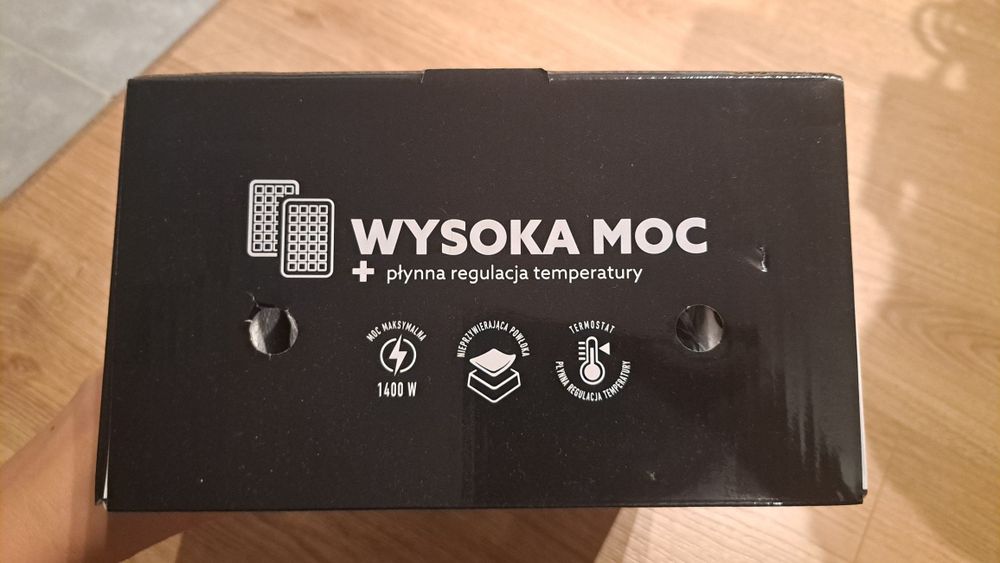 WYSOKA MOC
+ płynna regulacja temperatury
MOC MAKSYMALNA
1400 W
NIEPRZYWIERAJĄCA POWŁOKA
TERMOSTAT
PŁYNNA REGULACJA TEMPERATURY